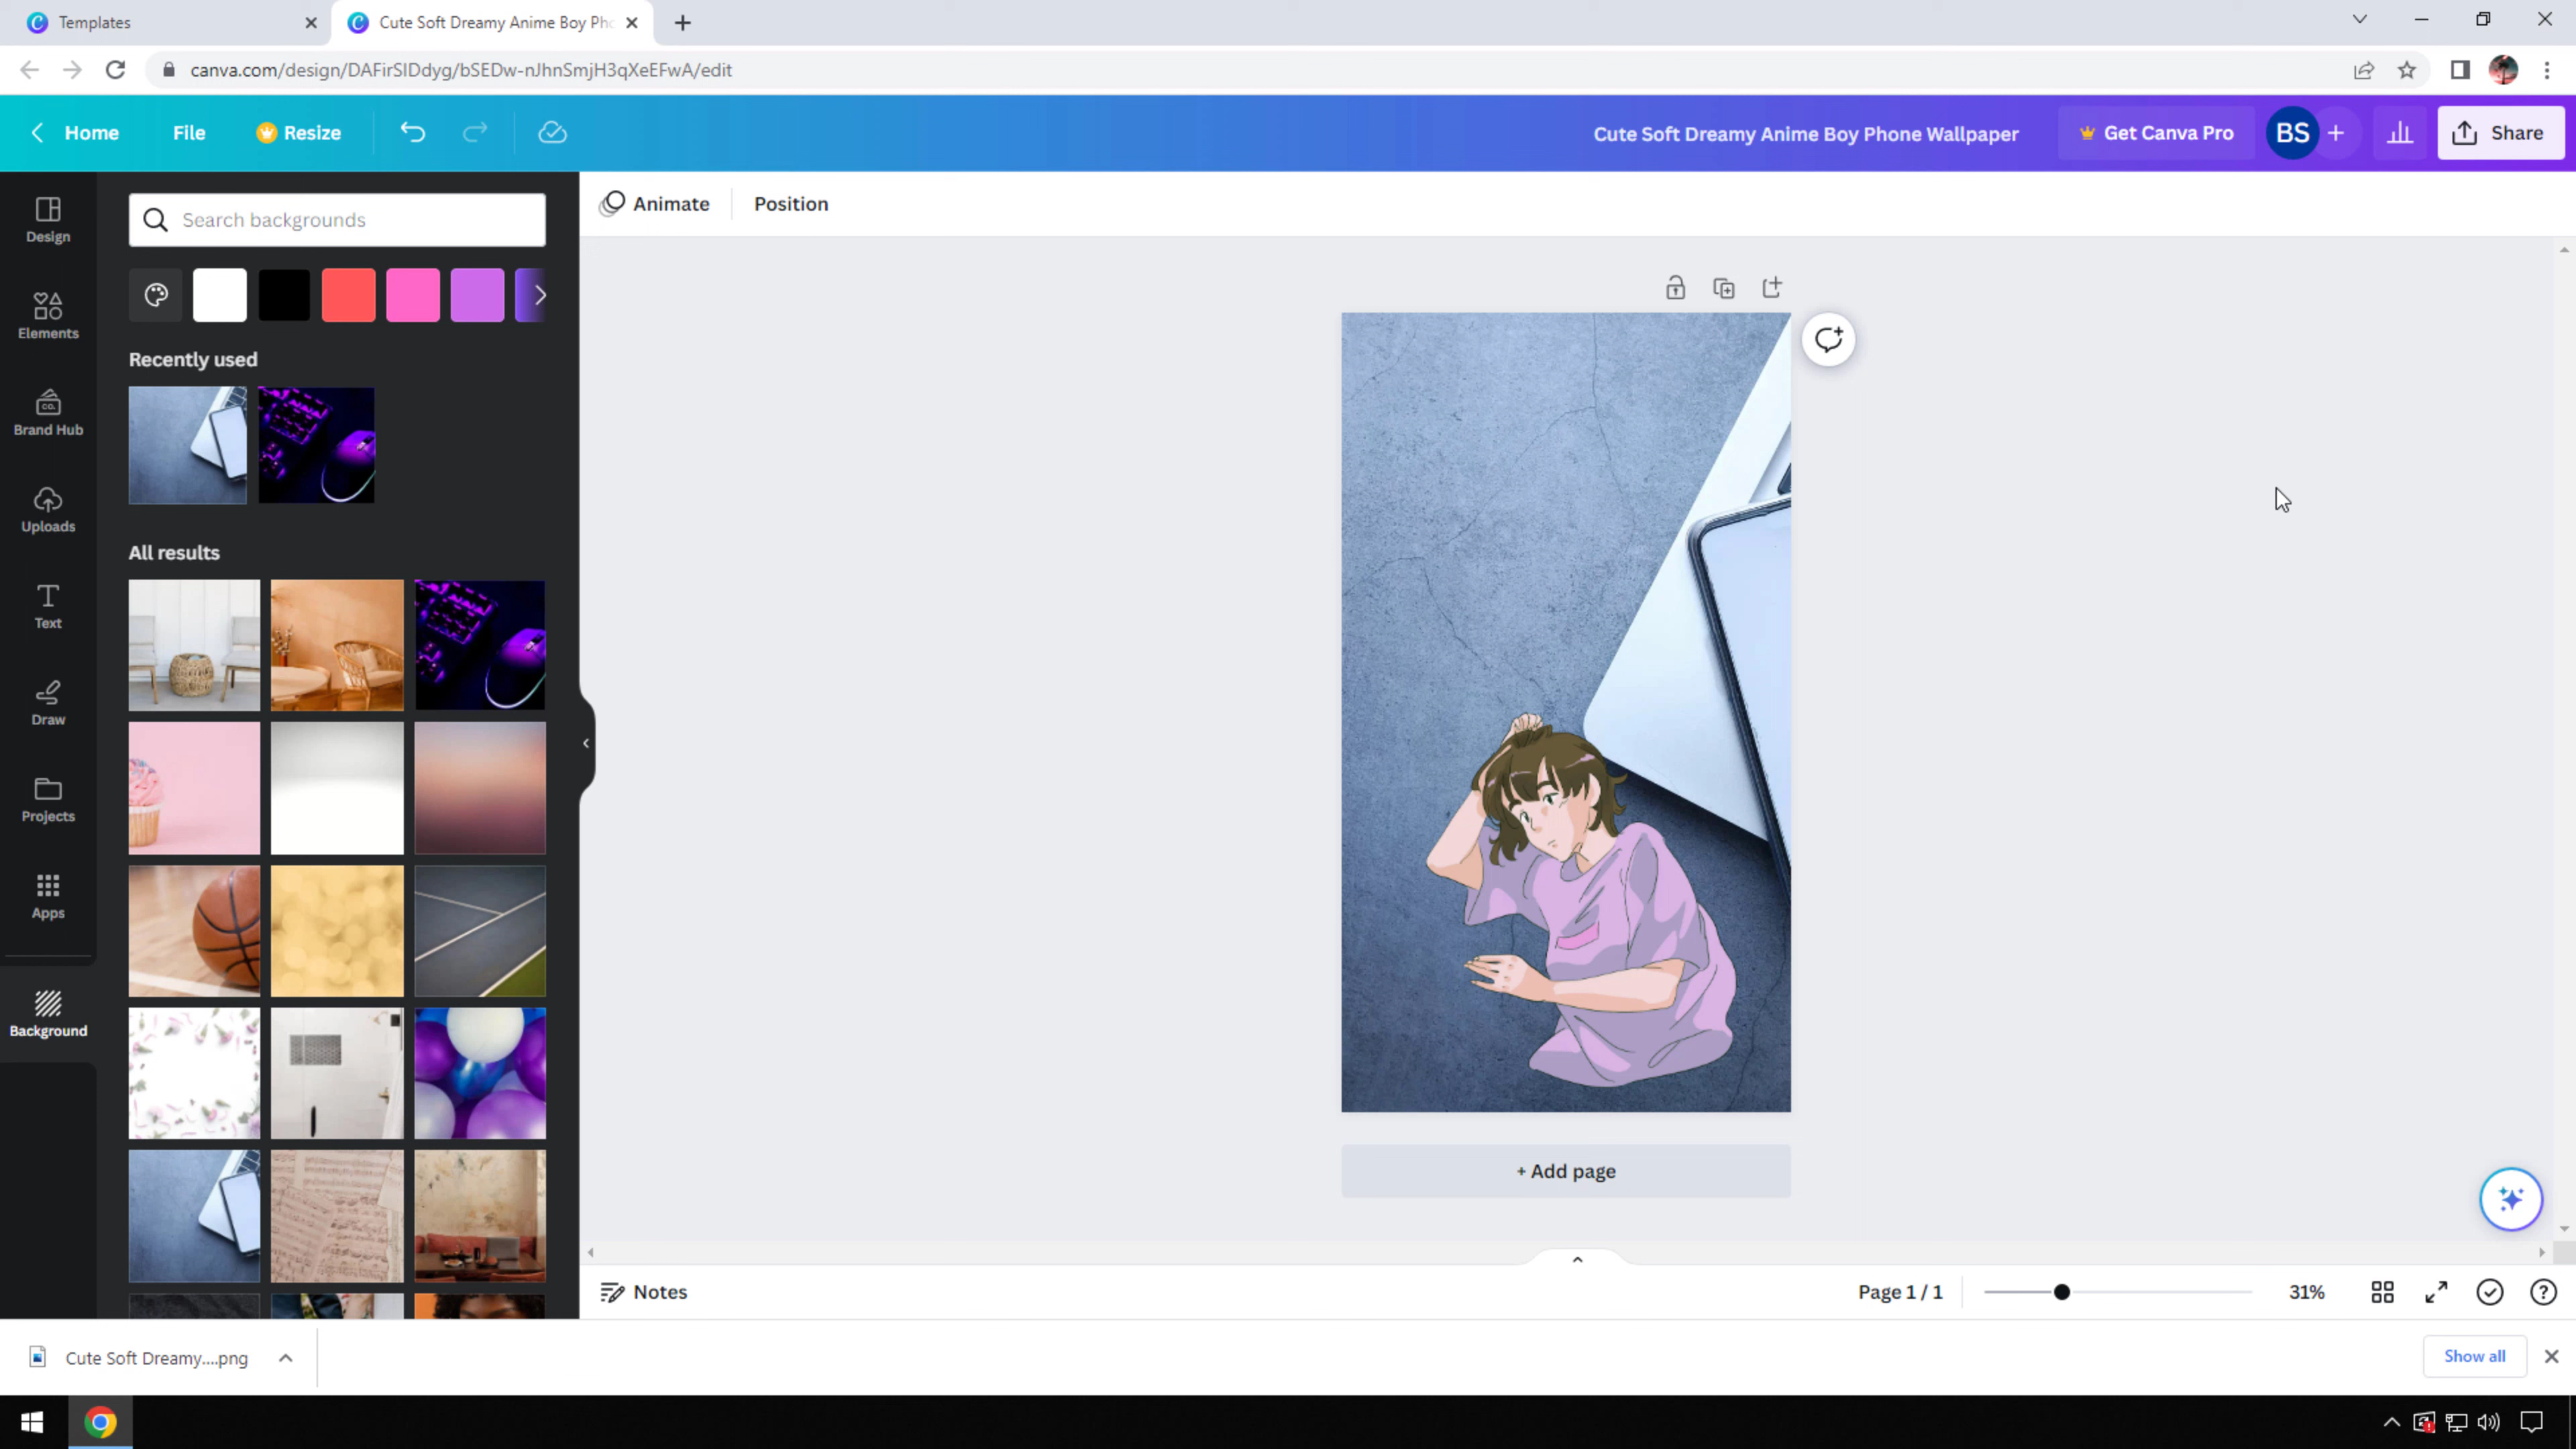 Templates
Cute Soft Dreamy Anime Boy Pho
canva.com/design/DAFirSIDdyg/bSEDw-nJhnSmjH3qXeEFwA/edit
Home
File
Resize
Cute Soft Dreamy Anime Boy Phone Wallpaper
Get Canva Pro
BS
Share
Design
Elements
CO.
Brand Hub
Uploads
Text
Draw
Projects
Apps
Background
Search backgrounds
Recently used
All results
Animate
Position
+ Add page
Notes
Page 1 / 1
31%
Cute Soft Dreamy....png
Show all